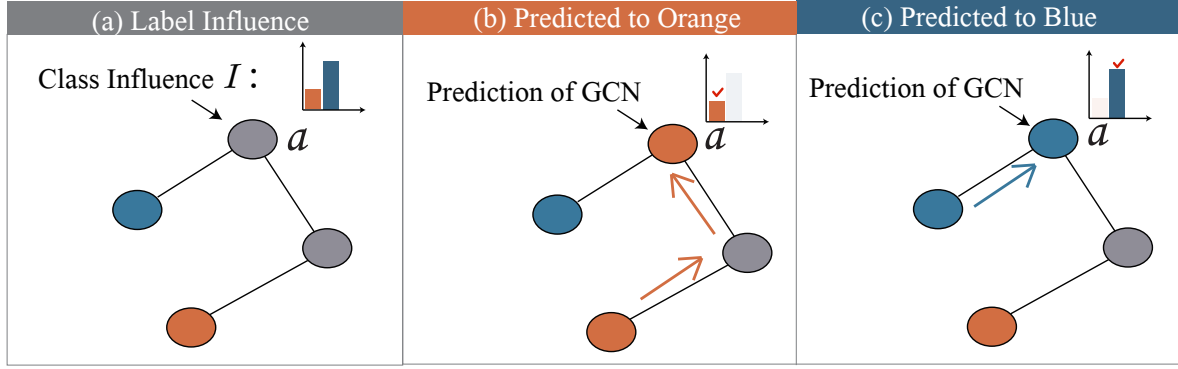 (a) Label Influence
Class Influence I :
a
(b) Predicted to Orange
Prediction of GCN
a
(c) Predicted to Blue
Prediction of GCN
a